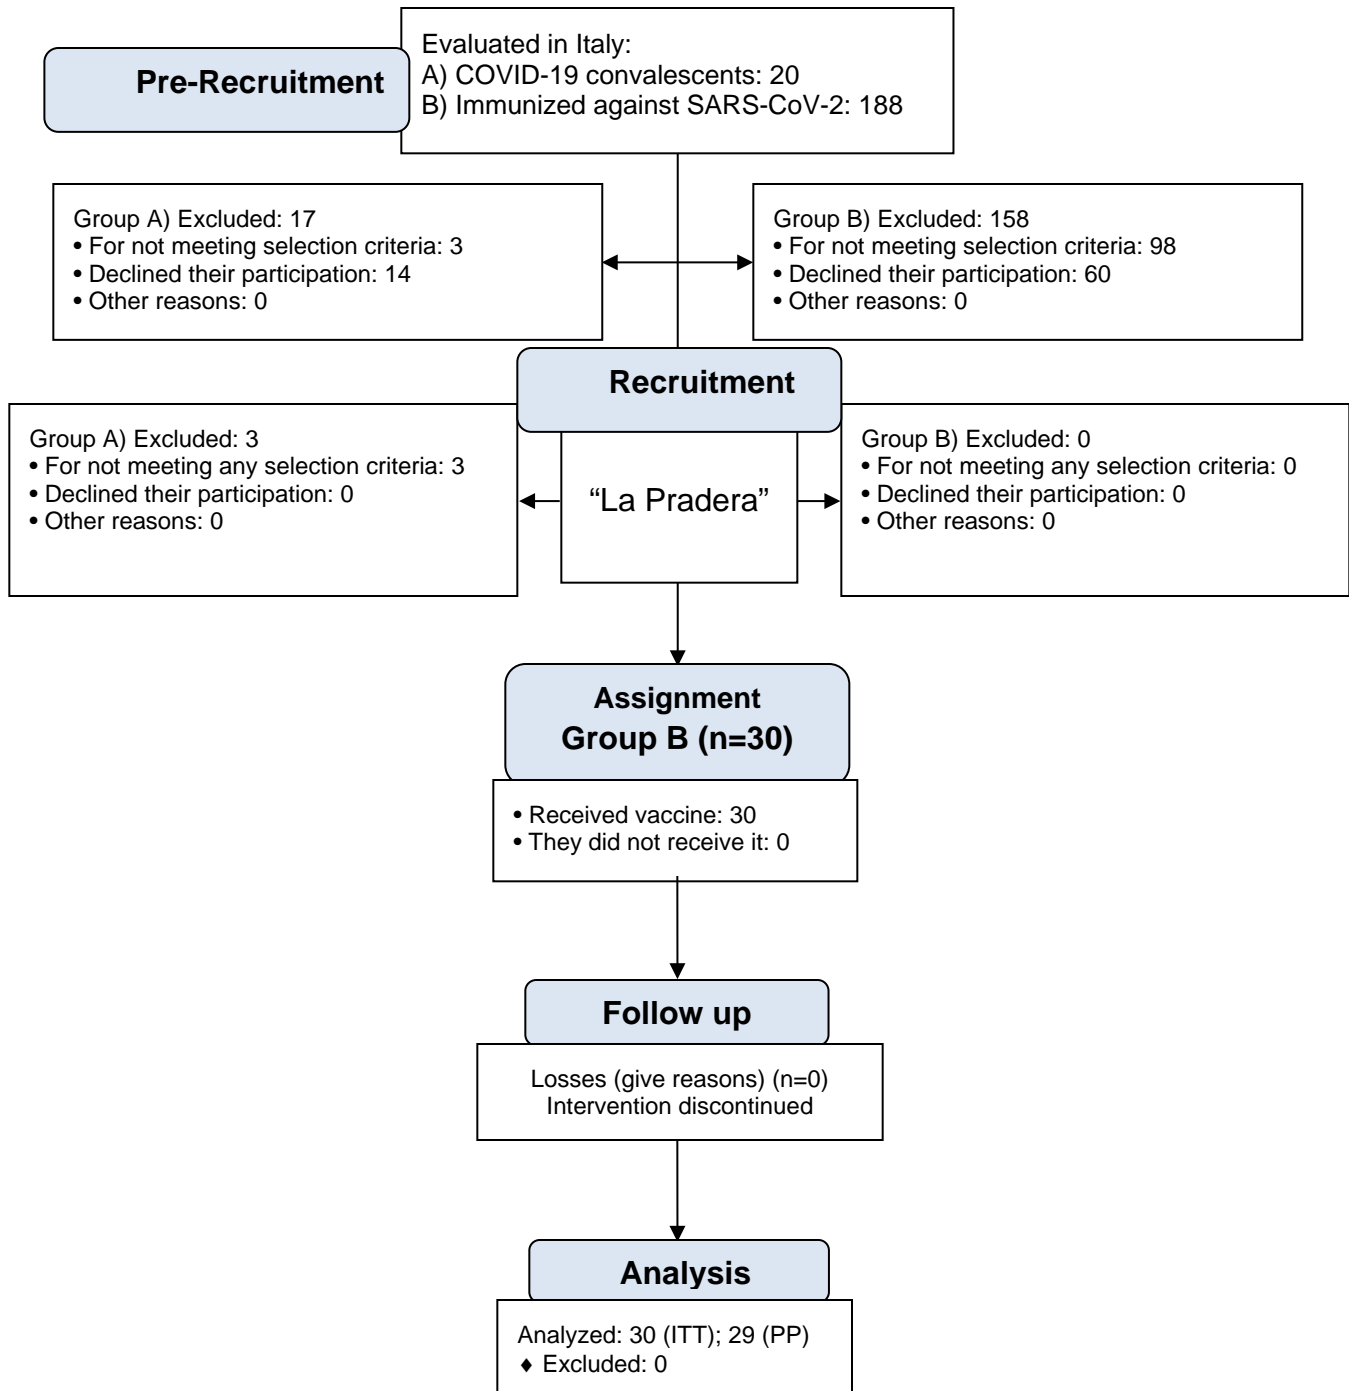 Pre-Recruitment
Evaluated in Italy:
A) COVID-19 convalescents: 20
B) Immunized against SARS-CoV-2: 188
Group A) Excluded: 17
• For not meeting selection criteria: 3
• Declined their participation: 14
• Other reasons: 0
Group B) Excluded: 158
• For not meeting selection criteria: 98
• Declined their participation: 60
• Other reasons: 0
Recruitment
Group A) Excluded: 3
• For not meeting any selection criteria: 3
• Declined their participation: 0
• Other reasons: 0
“La Pradera”
Group B) Excluded: 0
• For not meeting any selection criteria: 0
• Declined their participation: 0
• Other reasons: 0
Assignment
Group B (n=30)
• Received vaccine: 30
• They did not receive it: 0
Follow up
Losses (give reasons) (n=0)
Intervention discontinued
Analysis
Analyzed: 30 (ITT); 29 (PP)
♦ Excluded: 0